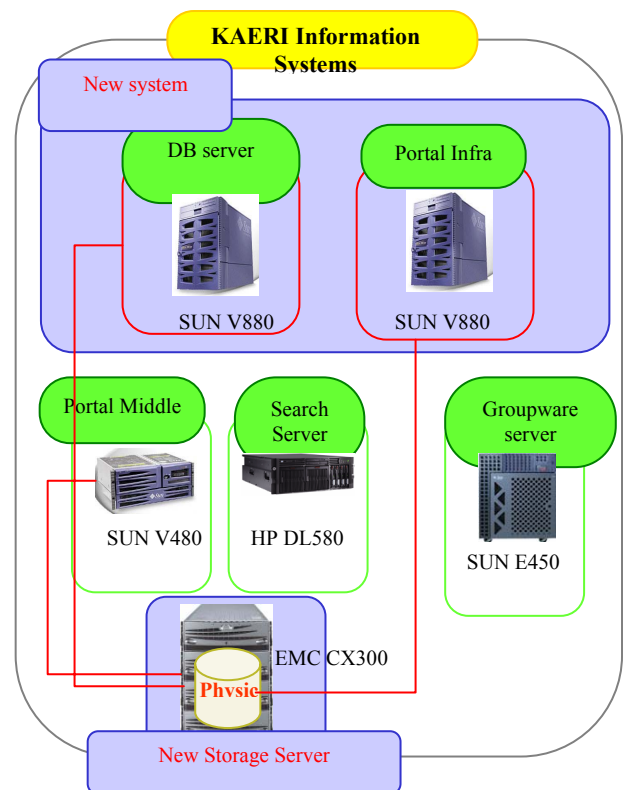 KAERI Information
Systems
New system
DB server
Portal Infra
SUN V880
SUN V880
Portal Middle
Search
Server
Groupware
server
SUN V480
HP DL580
SUN E450
EMC CX300
Physic
New Storage Server